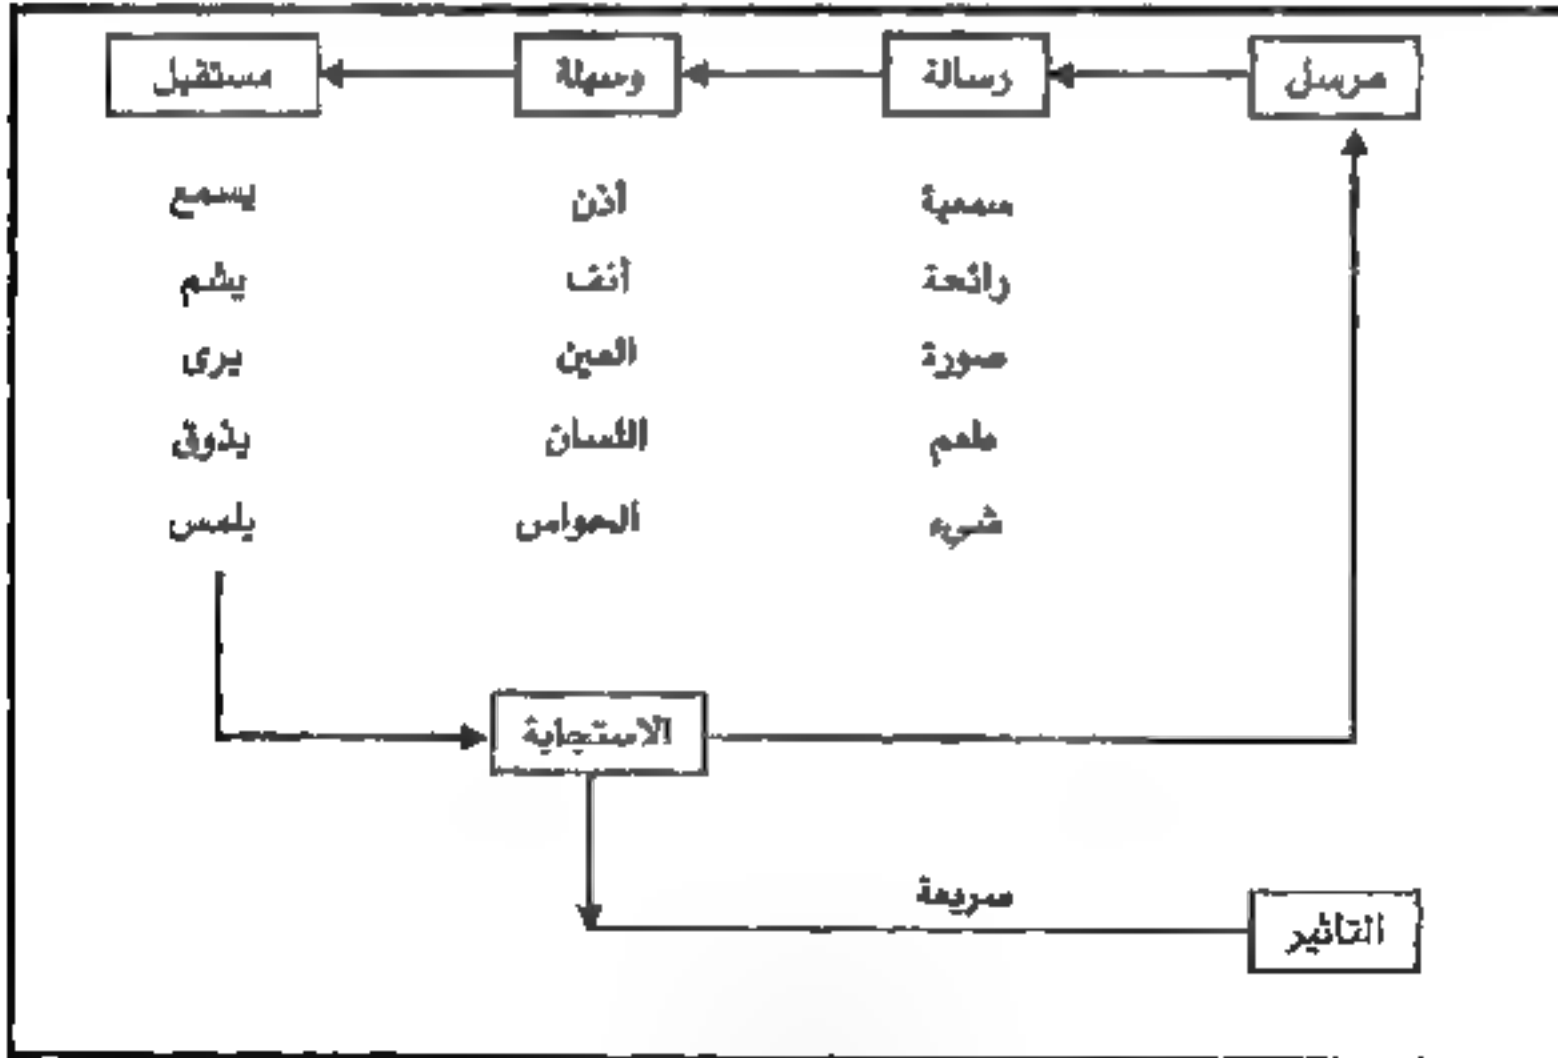 مرسل رسالة وسيلة مستقبل
سمعية أذن يسمع
رائحة أنف يشم
صورة العين يرى
طعم اللسان يذوق
شيء الحواس يلمس
الاستجابة
سريعة
التأثير